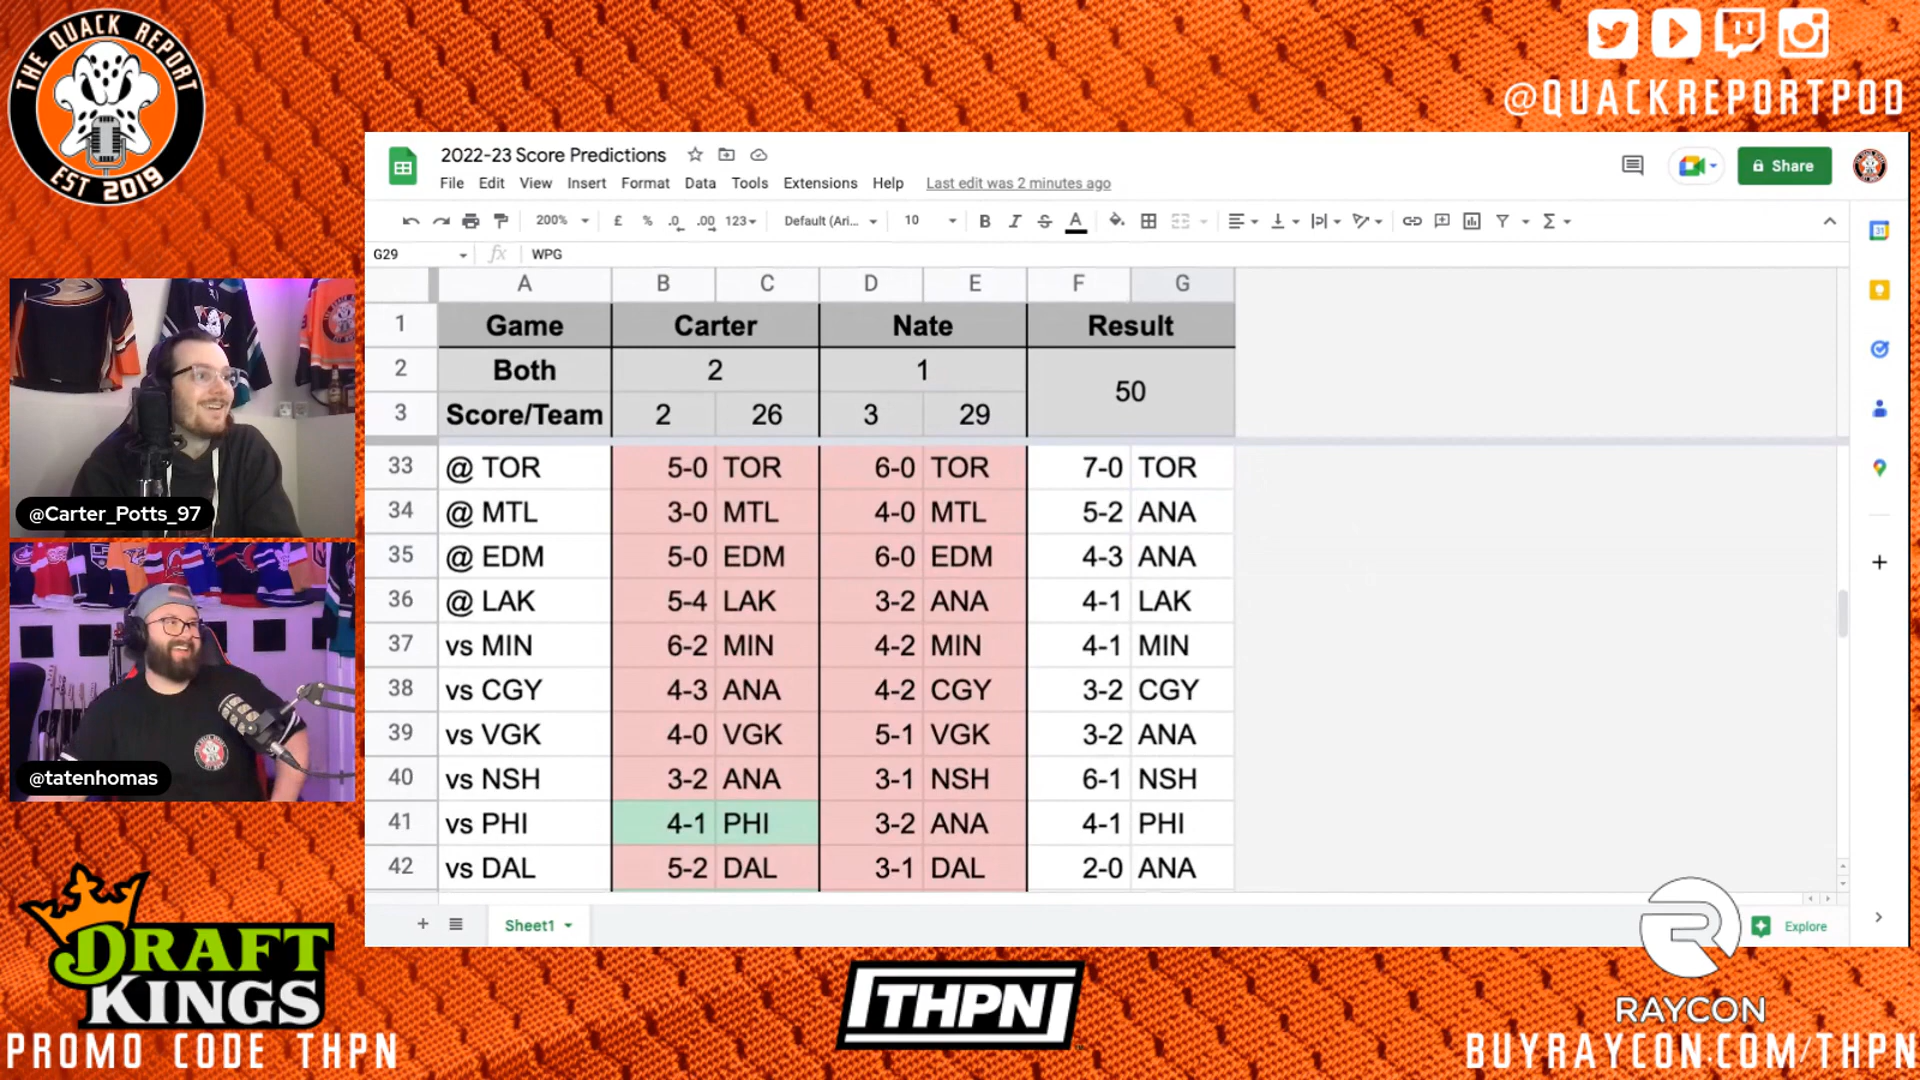 THE QUACK REPORT
EST 2019
@QUACKREPORTPOD
2022-23 Score Predictions
Share
File Edit View Insert Format Data Tools Extensions Help Last edit was 2 minutes ago
200% £ % .0 .00 123 Default (Ari... 10 B I S A
G29 fx WPG
A B C D E F G
1 Game Carter Nate Result
2 Both 2 1 50
3 Score/Team 2 26 3 29
33 @ TOR 5-0 TOR 6-0 TOR 7-0 TOR
34 @ MTL 3-0 MTL 4-0 MTL 5-2 ANA
35 @ EDM 5-0 EDM 6-0 EDM 4-3 ANA
36 @ LAK 5-4 LAK 3-2 ANA 4-1 LAK
37 vs MIN 6-2 MIN 4-2 MIN 4-1 MIN
38 vs CGY 4-3 ANA 4-2 CGY 3-2 CGY
39 vs VGK 4-0 VGK 5-1 VGK 3-2 ANA
40 vs NSH 3-2 ANA 3-1 NSH 6-1 NSH
41 vs PHI 4-1 PHI 3-2 ANA 4-1 PHI
42 vs DAL 5-2 DAL 3-1 DAL 2-0 ANA
Sheet1
Explore
31
@Carter_Potts_97
@tatenhomas
DRAFT
KINGS
PROMO CODE THPN
THPN
RAYCON
BUYRAYCON.COM/THPN